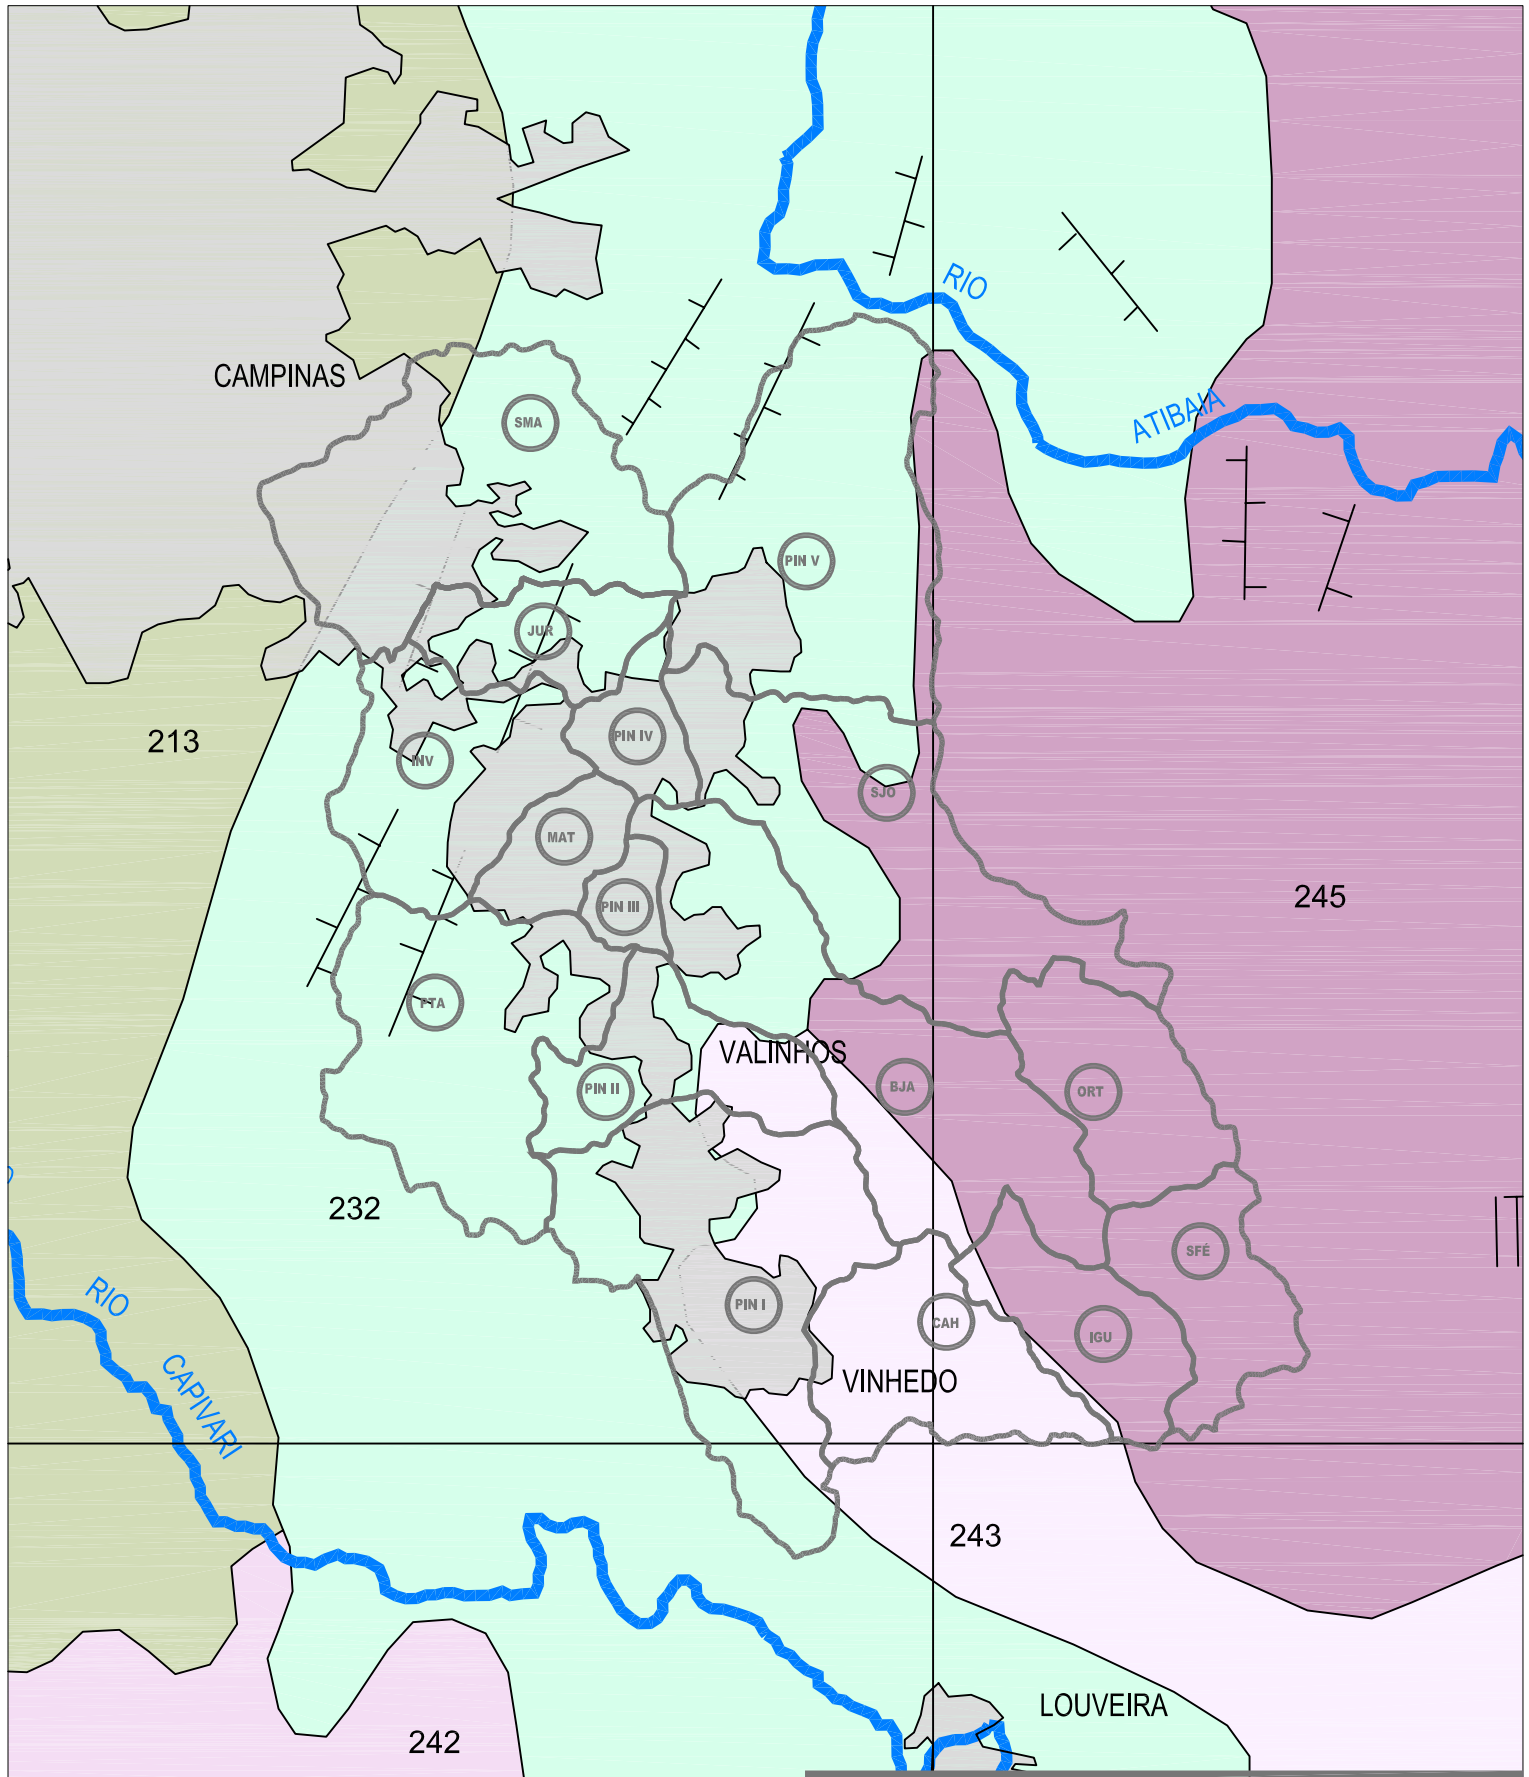 RIO
CAMPINAS
ATIBAIA
SMA
PIN V
JUR
213
PIN IV
INV
SJO
MAT
245
PIN III
PTA
VALINHOS
BJA
PIN II
ORT
232
SFÉ
RIO
PIN I
CAH
IGU
CAPIVARI
VINHEDO
243
LOUVEIRA
242